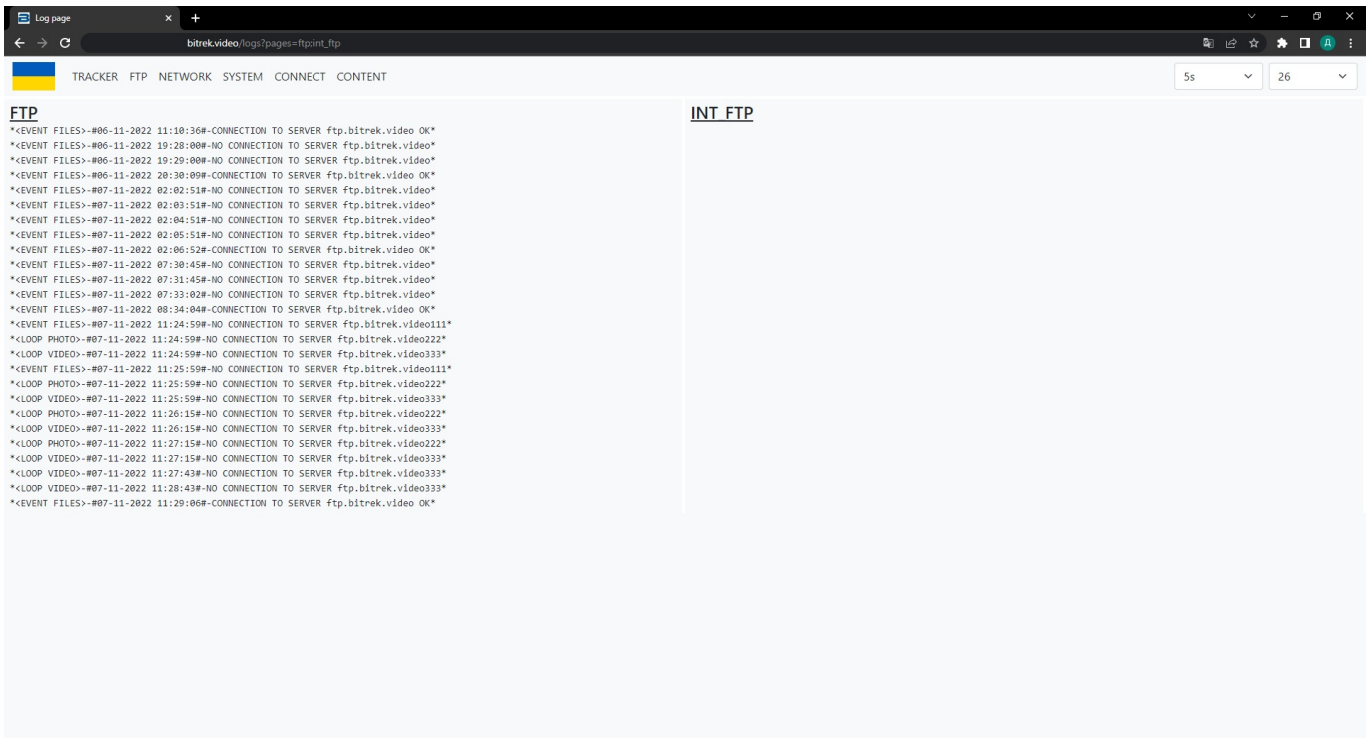 Log page
bitrek.video/logs?pages=ftp;int_ftp
Д
TRACKER FTP NETWORK SYSTEM CONNECT CONTENT
5s
26
FTP
*<EVENT FILES>-#06-11-2022 11:10:36#-CONNECTION TO SERVER ftp.bitrek.video OK*
*<EVENT FILES>-#06-11-2022 19:28:00#-NO CONNECTION TO SERVER ftp.bitrek.video*
*<EVENT FILES>-#06-11-2022 19:29:00#-NO CONNECTION TO SERVER ftp.bitrek.video*
*<EVENT FILES>-#06-11-2022 20:30:09#-CONNECTION TO SERVER ftp.bitrek.video OK*
*<EVENT FILES>-#07-11-2022 02:02:51#-NO CONNECTION TO SERVER ftp.bitrek.video*
*<EVENT FILES>-#07-11-2022 02:03:51#-NO CONNECTION TO SERVER ftp.bitrek.video*
*<EVENT FILES>-#07-11-2022 02:04:51#-NO CONNECTION TO SERVER ftp.bitrek.video*
*<EVENT FILES>-#07-11-2022 02:05:51#-NO CONNECTION TO SERVER ftp.bitrek.video*
*<EVENT FILES>-#07-11-2022 02:06:52#-CONNECTION TO SERVER ftp.bitrek.video OK*
*<EVENT FILES>-#07-11-2022 07:30:45#-NO CONNECTION TO SERVER ftp.bitrek.video*
*<EVENT FILES>-#07-11-2022 07:31:45#-NO CONNECTION TO SERVER ftp.bitrek.video*
*<EVENT FILES>-#07-11-2022 07:33:02#-NO CONNECTION TO SERVER ftp.bitrek.video*
*<EVENT FILES>-#07-11-2022 08:34:04#-CONNECTION TO SERVER ftp.bitrek.video OK*
*<EVENT FILES>-#07-11-2022 11:24:59#-NO CONNECTION TO SERVER ftp.bitrek.video111*
*<LOOP PHOTO>-#07-11-2022 11:24:59#-NO CONNECTION TO SERVER ftp.bitrek.video222*
*<LOOP VIDEO>-#07-11-2022 11:24:59#-NO CONNECTION TO SERVER ftp.bitrek.video333*
*<EVENT FILES>-#07-11-2022 11:25:59#-NO CONNECTION TO SERVER ftp.bitrek.video111*
*<LOOP PHOTO>-#07-11-2022 11:25:59#-NO CONNECTION TO SERVER ftp.bitrek.video222*
*<LOOP VIDEO>-#07-11-2022 11:25:59#-NO CONNECTION TO SERVER ftp.bitrek.video333*
*<LOOP PHOTO>-#07-11-2022 11:26:15#-NO CONNECTION TO SERVER ftp.bitrek.video222*
*<LOOP VIDEO>-#07-11-2022 11:26:15#-NO CONNECTION TO SERVER ftp.bitrek.video333*
*<LOOP PHOTO>-#07-11-2022 11:27:15#-NO CONNECTION TO SERVER ftp.bitrek.video222*
*<LOOP VIDEO>-#07-11-2022 11:27:15#-NO CONNECTION TO SERVER ftp.bitrek.video333*
*<LOOP VIDEO>-#07-11-2022 11:27:43#-NO CONNECTION TO SERVER ftp.bitrek.video333*
*<LOOP VIDEO>-#07-11-2022 11:28:43#-NO CONNECTION TO SERVER ftp.bitrek.video333*
*<EVENT FILES>-#07-11-2022 11:29:06#-CONNECTION TO SERVER ftp.bitrek.video OK*
INT_FTP